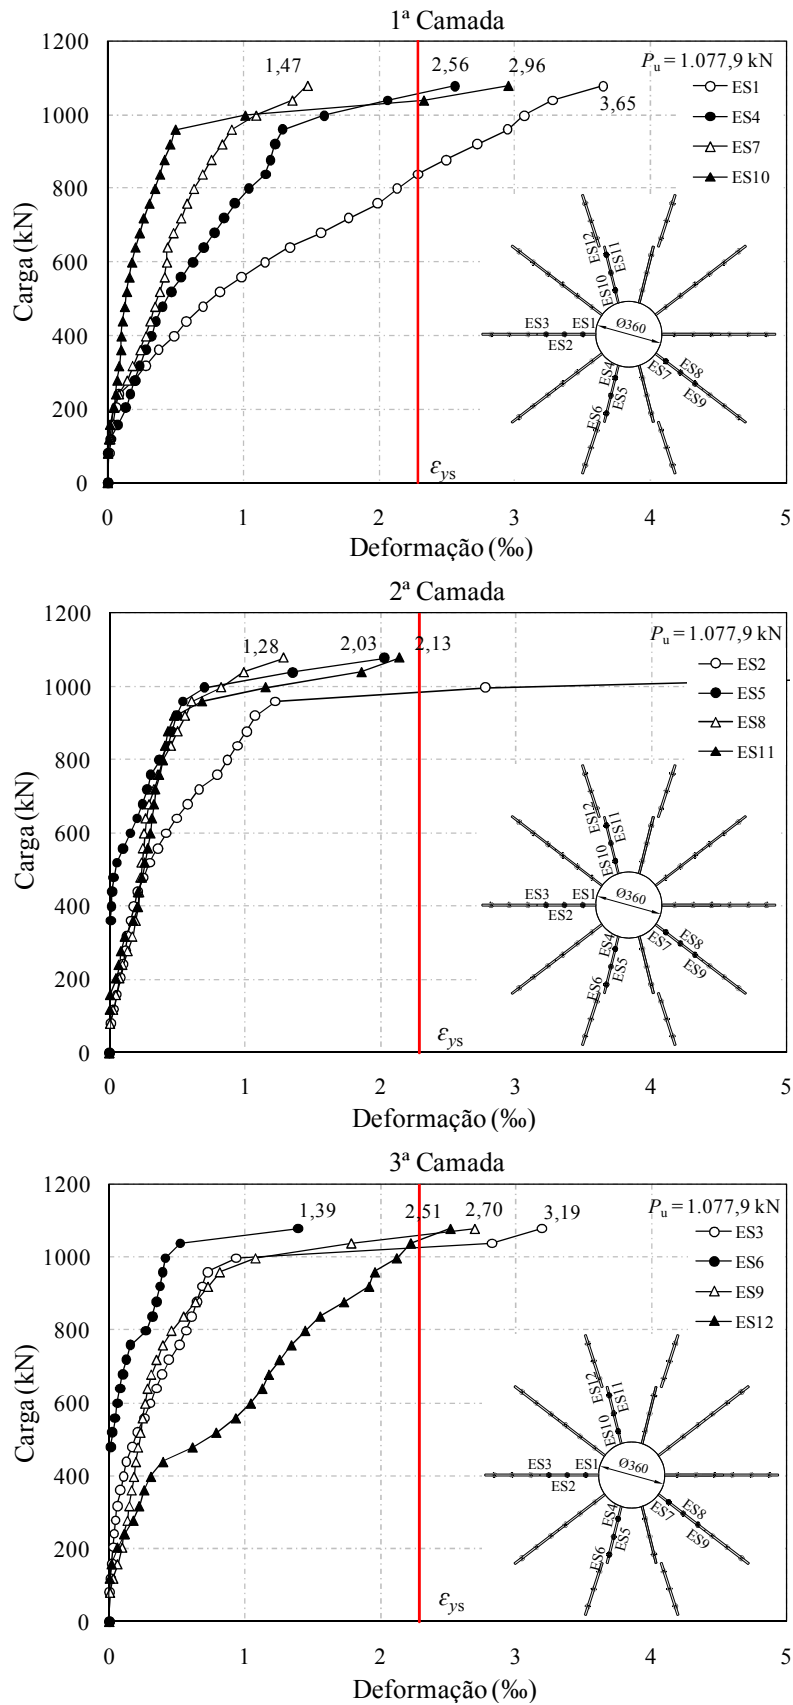 1ª Camada
1200
1000
800
600
400
200
0
Carga (kN)
1,47
2,56
2,96
3,65
Pu = 1.077,9 kN
ES1
ES4
ES7
ES10
ES12
ES11
ES10
ES3
ES1
ES2
Ø360
ES4
ES5
ES6
ES7
ES8
ES9
εys
0 1 2 3 4 5
Deformação (‰)
2ª Camada
1200
1000
800
600
400
200
0
Carga (kN)
1,28
2,03
2,13
Pu = 1.077,9 kN
ES2
ES5
ES8
ES11
ES12
ES11
ES10
ES3
ES1
ES2
Ø360
ES4
ES5
ES6
ES7
ES8
ES9
εys
0 1 2 3 4 5
Deformação (‰)
3ª Camada
1200
1000
800
600
400
200
0
Carga (kN)
1,39
2,51
2,70
3,19
Pu = 1.077,9 kN
ES3
ES6
ES9
ES12
ES12
ES11
ES10
ES3
ES1
ES2
Ø360
ES4
ES5
ES6
ES7
ES8
ES9
εys
0 1 2 3 4 5
Deformação (‰)